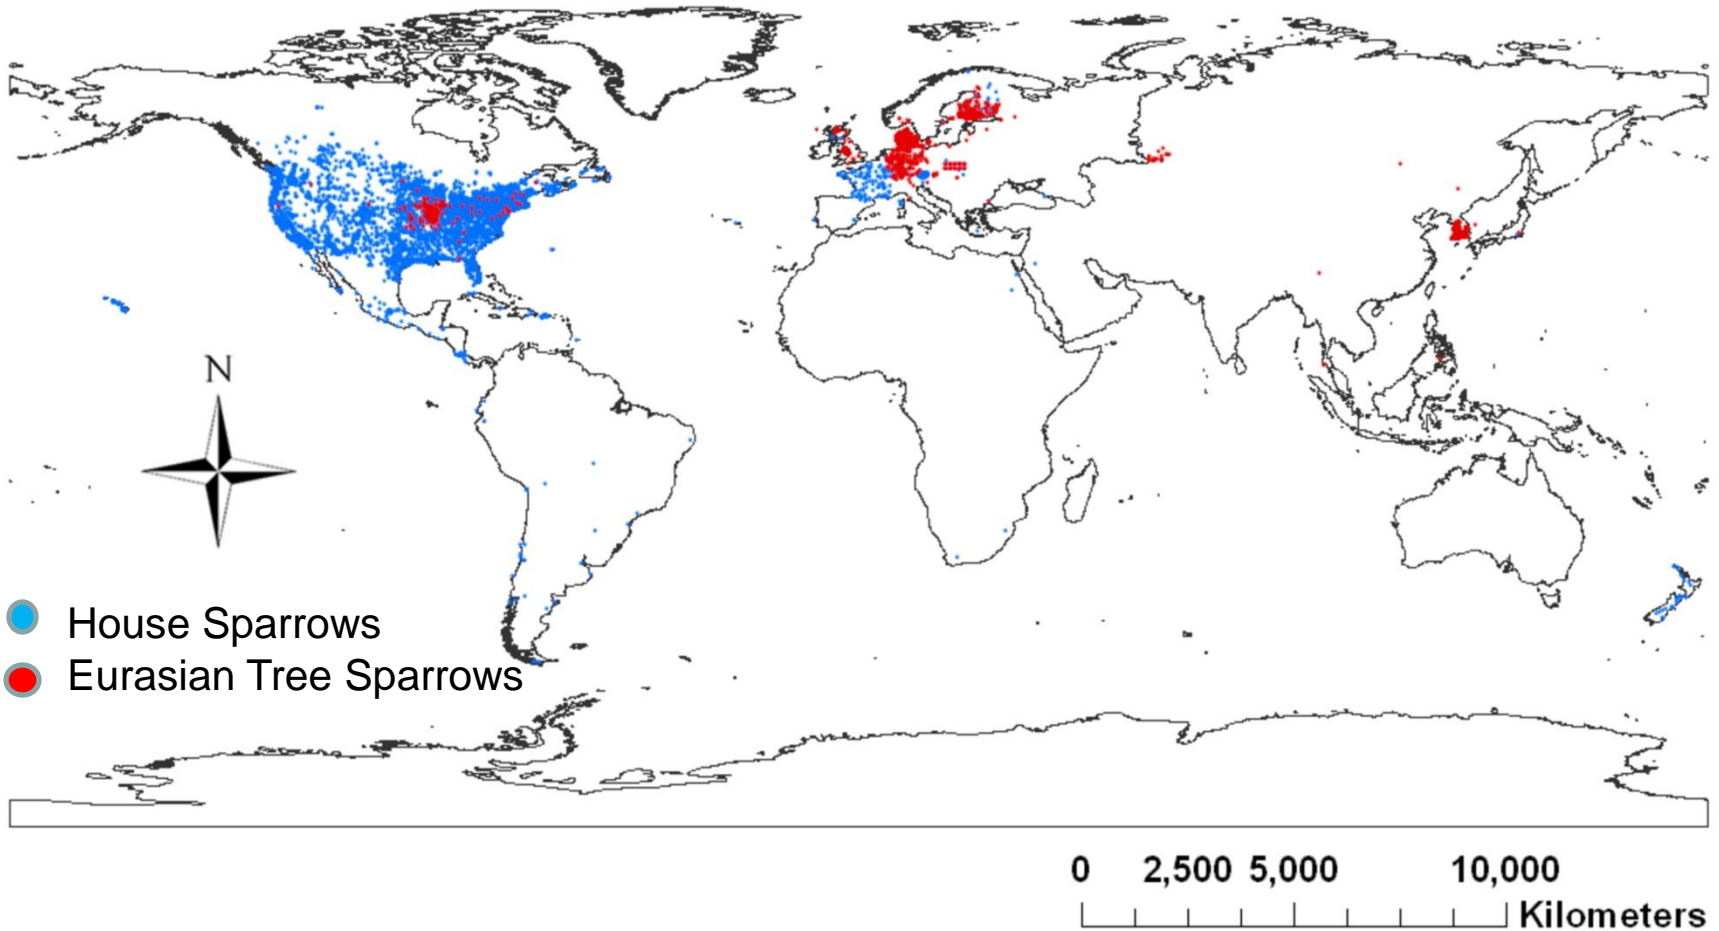 N
House Sparrows
Eurasian Tree Sparrows
0 2,500 5,000 10,000
Kilometers